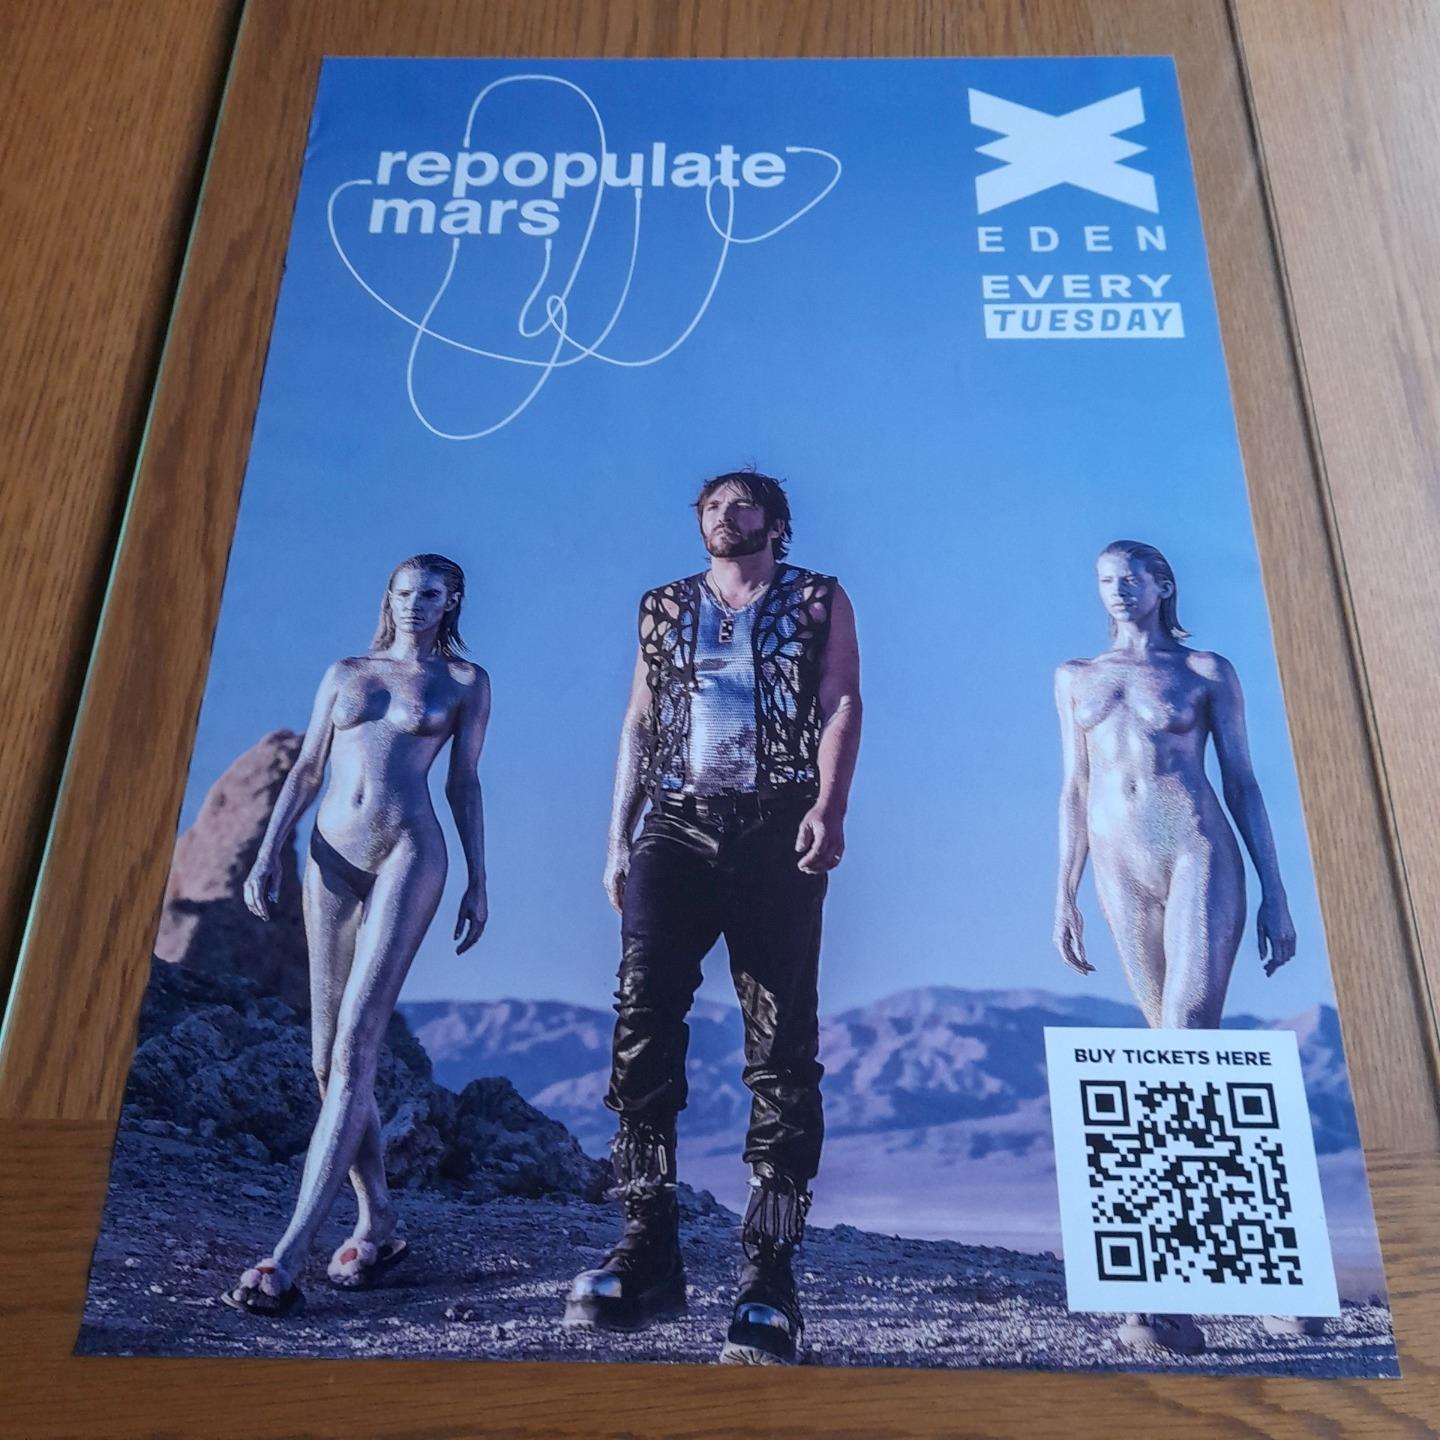 repopulate
mars
EDEN
EVERY
TUESDAY
BUY TICKETS HERE